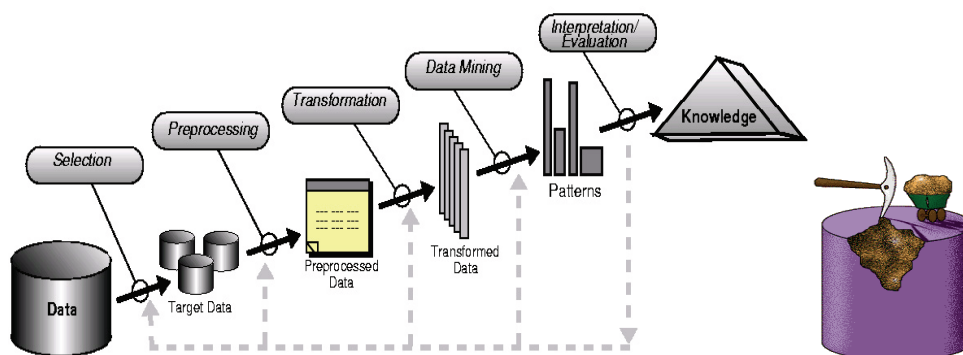 Interpretation/
Evaluation
Data Mining
Transformation
Preprocessing
Selection
Knowledge
Patterns
Transformed
Data
Preprocessed
Data
Target Data
Data